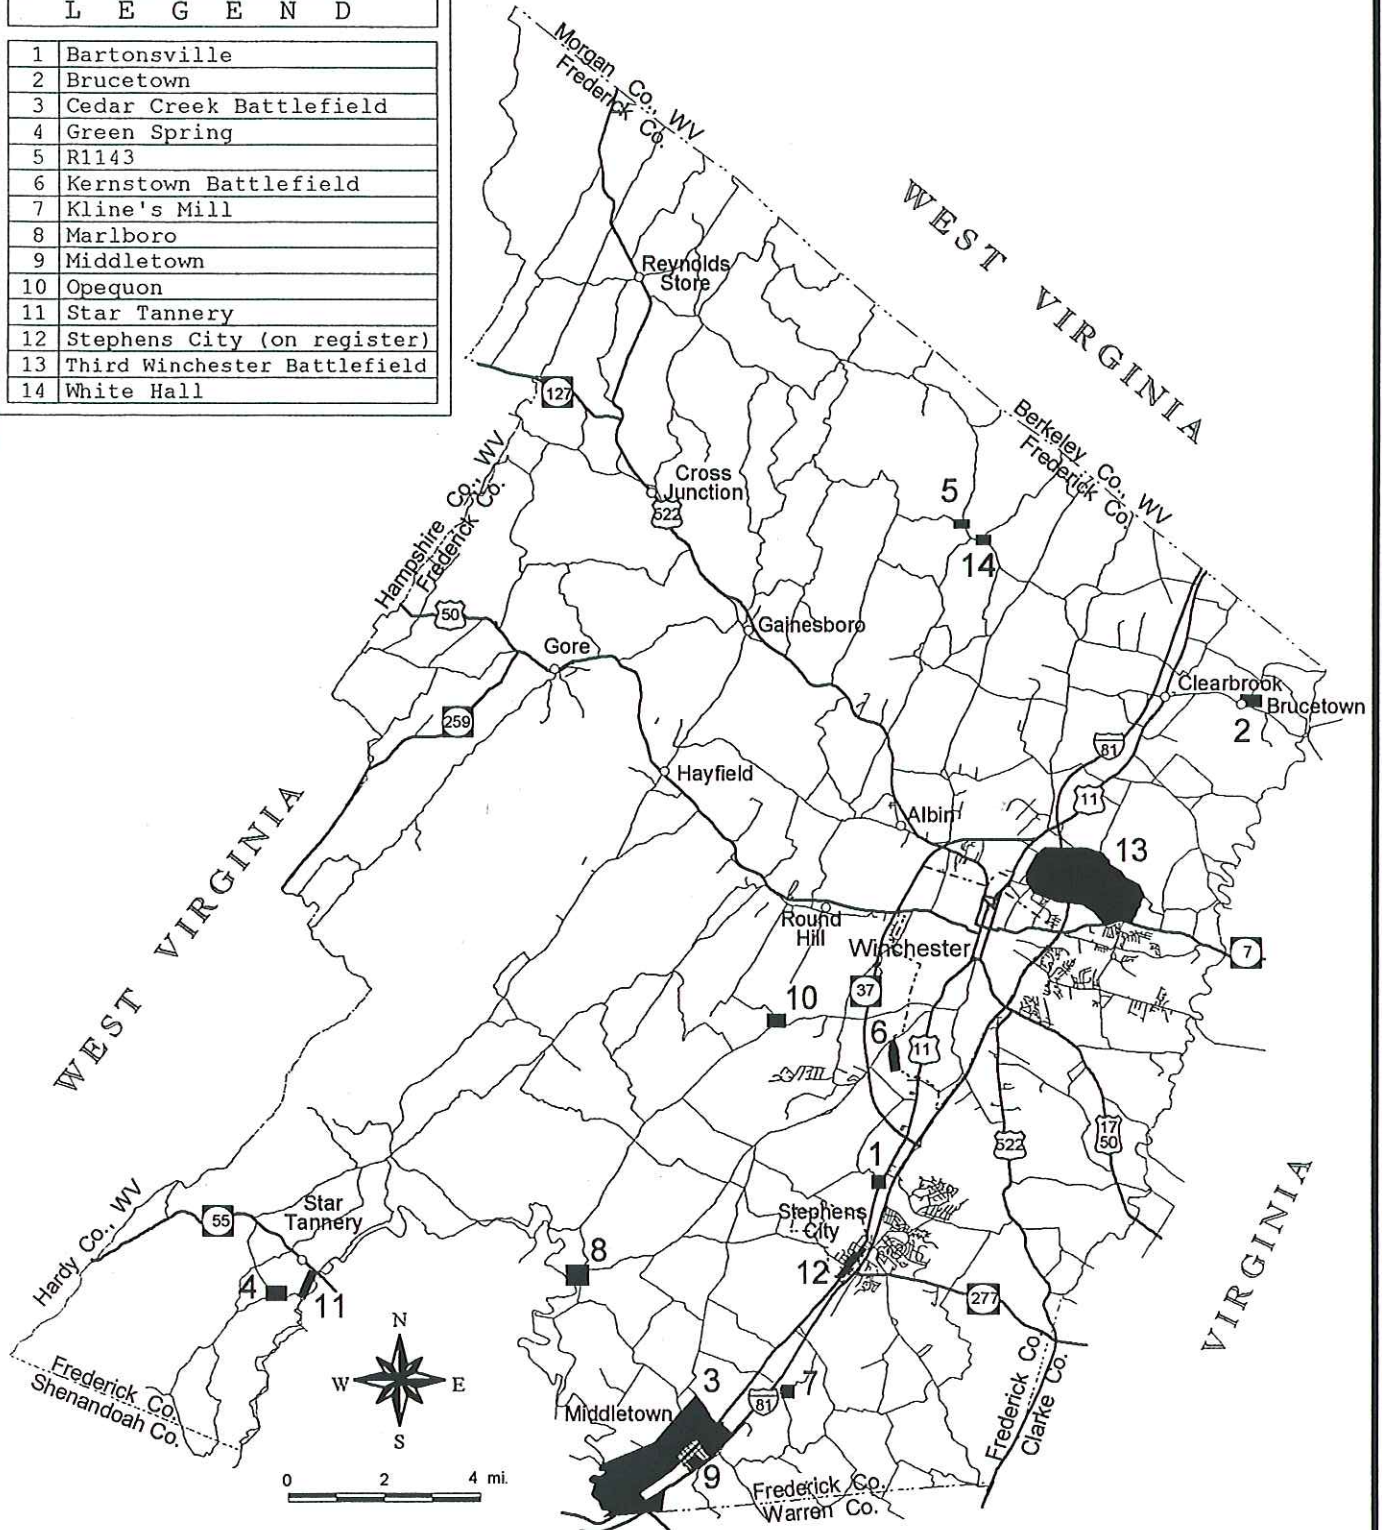 L E G E N D
1 Bartonsville
2 Brucetown
3 Cedar Creek Battlefield
4 Green Spring
5 R1143
6 Kernstown Battlefield
7 Kline's Mill
8 Marlboro
9 Middletown
10 Opequon
11 Star Tannery
12 Stephens City (on register)
13 Third Winchester Battlefield
14 White Hall
Morgan Co., WV
Frederick Co.
WEST VIRGINIA
Reynolds
Store
127
Berkeley Co., WV
Frederick Co.
Hampshire Co., WV
Frederick Co.
Cross
Junction
522
5
14
50
Gainesboro
Gore
Clearbrook
Brucetown
2
259
81
Hayfield
11
Albin
13
WEST VIRGINIA
Round
Hill
Winchester
7
37
10
6
11
17
50
522
1
Hardy Co., WV
55
Star
Tannery
Stephens
City
VIRGINIA
8
12
4
11
277
N
W E
S
Frederick Co.
Shenandoah Co.
Frederick Co.
Clarke Co.
3
7
81
Middletown
9
0 2 4 mi.
Frederick Co.
Warren Co.